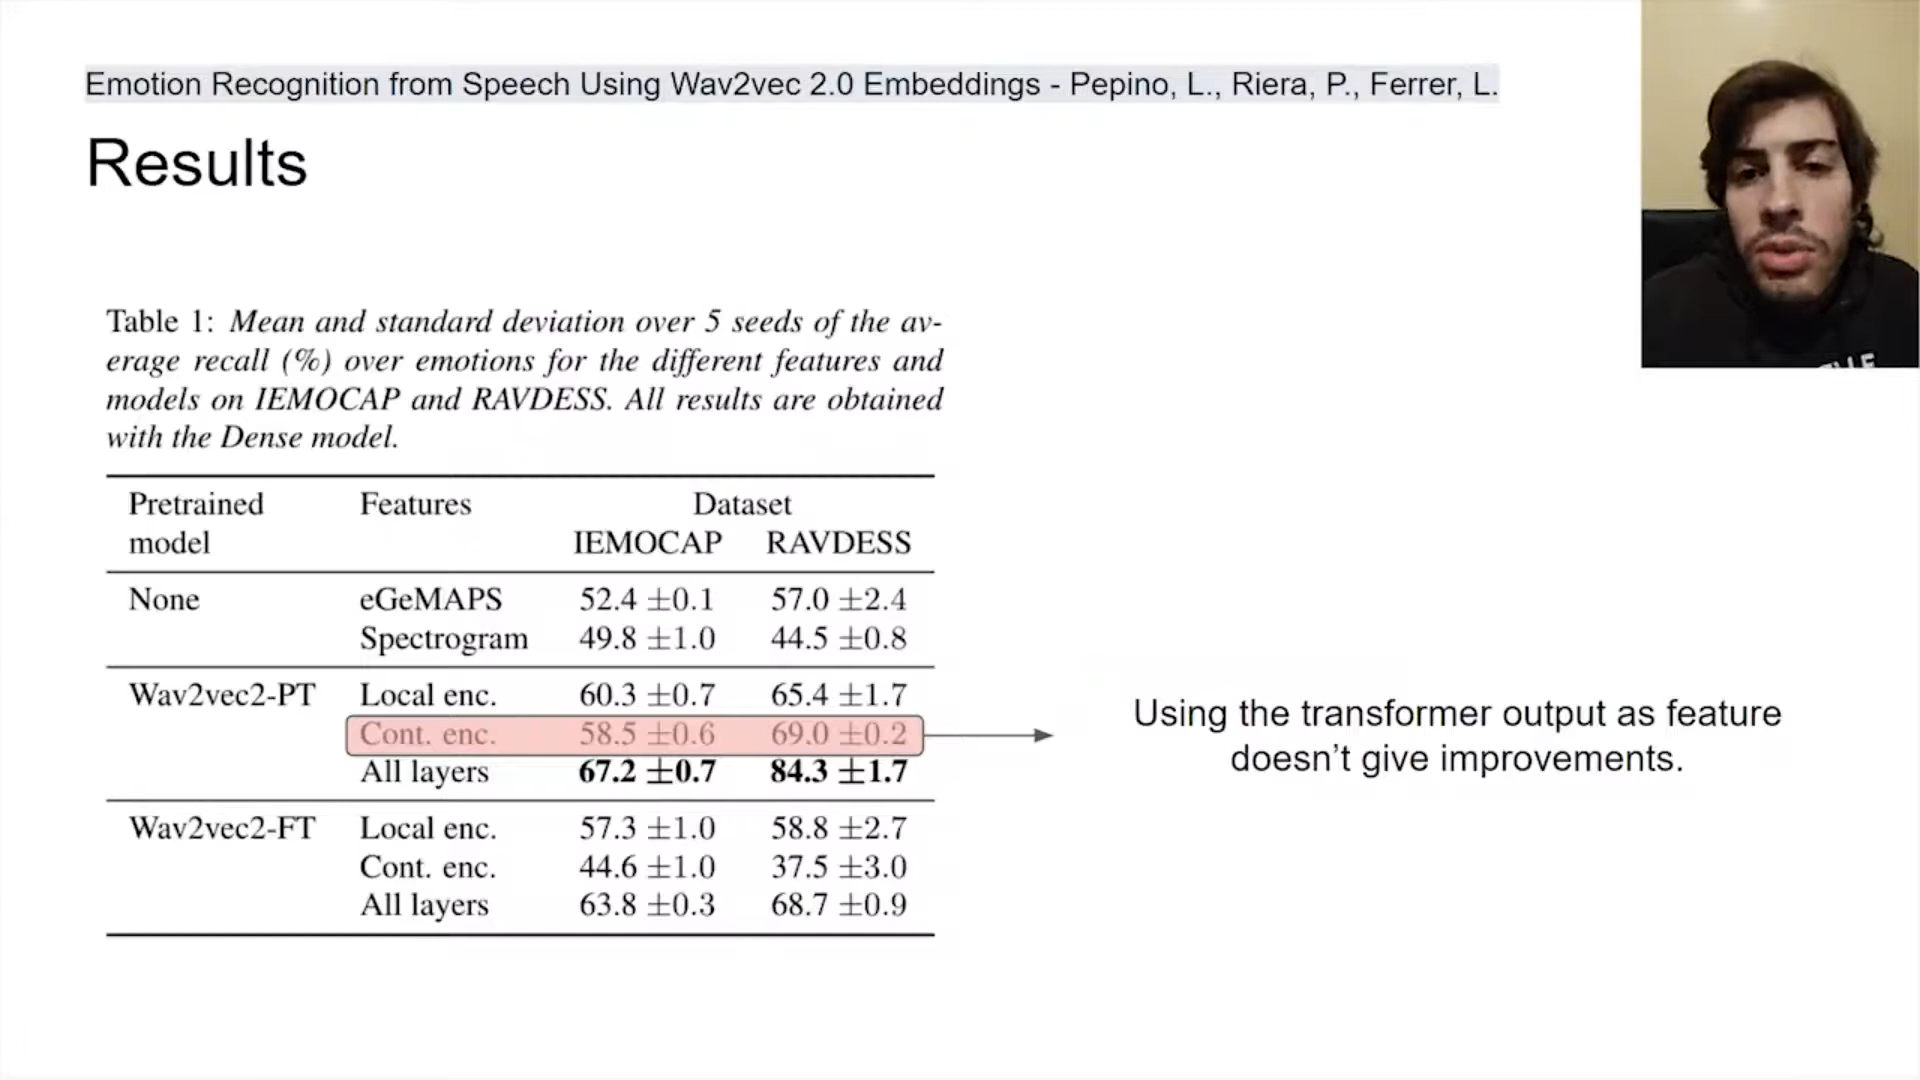 Emotion Recognition from Speech Using Wav2vec 2.0 Embeddings - Pepino, L., Riera, P., Ferrer, L.
Results
Table 1: Mean and standard deviation over 5 seeds of the av-
erage recall (%) over emotions for the different features and
models on IEMOCAP and RAVDESS. All results are obtained
with the Dense model.
Pretrained Features Dataset
model IEMOCAP RAVDESS
None eGeMAPS 52.4 ±0.1 57.0 ±2.4
Spectrogram 49.8 ±1.0 44.5 ±0.8
Wav2vec2-PT Local enc. 60.3 ±0.7 65.4 ±1.7
Cont. enc. 58.5 ±0.6 69.0 ±0.2
All layers 67.2 ±0.7 84.3 ±1.7
Wav2vec2-FT Local enc. 57.3 ±1.0 58.8 ±2.7
Cont. enc. 44.6 ±1.0 37.5 ±3.0
All layers 63.8 ±0.3 68.7 ±0.9
Using the transformer output as feature
doesn't give improvements.